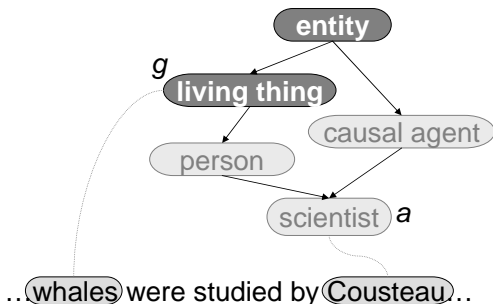 entity
g
living thing
causal agent
person
scientist a
...whales were studied by Cousteau...